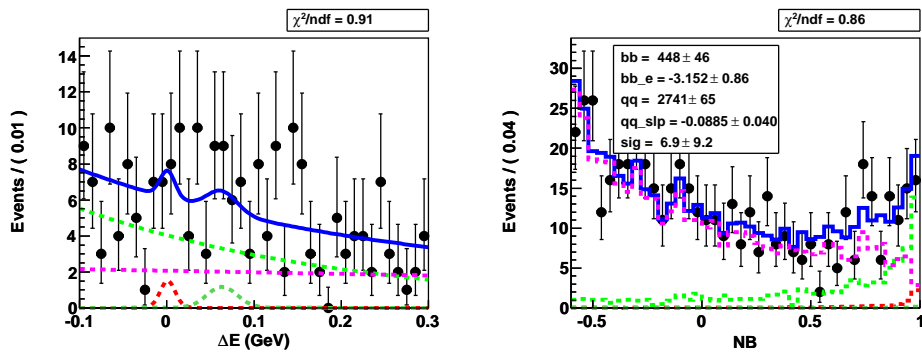 χ²/ndf = 0.91
Events / ( 0.01 )
14
12
10
8
6
4
2
0
-0.1 0 0.1 0.2 0.3
ΔE (GeV)
χ²/ndf = 0.86
bb = 448 ± 46
bb_e = -3.152 ± 0.86
qq = 2741 ± 65
qq_slp = -0.0885 ± 0.040
sig = 6.9 ± 9.2
Events / ( 0.04 )
30
25
20
15
10
5
0
-0.5 0 0.5 1
NB